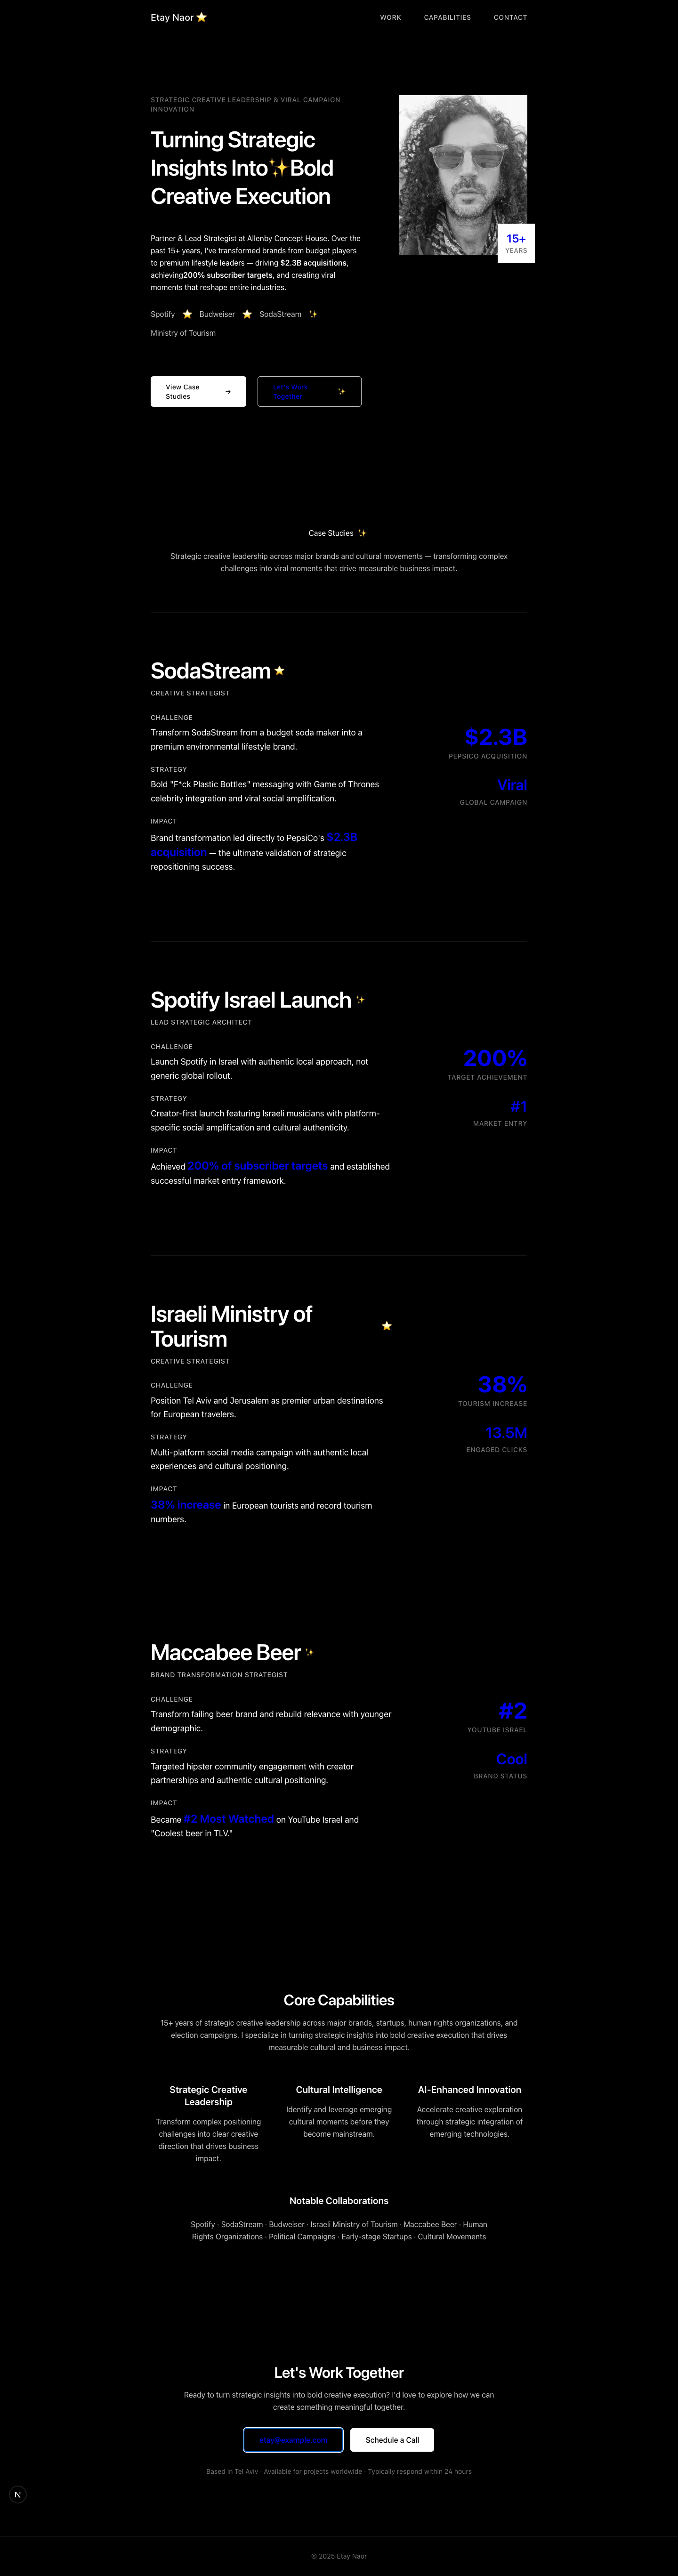 Etay Naor ⭐
WORK CAPABILITIES CONTACT
STRATEGIC CREATIVE LEADERSHIP & VIRAL CAMPAIGN
INNOVATION
Turning Strategic
Insights Into✨Bold
Creative Execution
15+
YEARS
Partner & Lead Strategist at Allenby Concept House. Over the
past 15+ years, I've transformed brands from budget players
to premium lifestyle leaders — driving $2.3B acquisitions,
achieving200% subscriber targets, and creating viral
moments that reshape entire industries.
Spotify ⭐ Budweiser ⭐ SodaStream ✨
Ministry of Tourism
View Case
Studies →
Let's Work
Together ✨
Case Studies ✨
Strategic creative leadership across major brands and cultural movements — transforming complex
challenges into viral moments that drive measurable business impact.
SodaStream ⭐
CREATIVE STRATEGIST
CHALLENGE
Transform SodaStream from a budget soda maker into a
premium environmental lifestyle brand.
STRATEGY
Bold "F*ck Plastic Bottles" messaging with Game of Thrones
celebrity integration and viral social amplification.
IMPACT
Brand transformation led directly to PepsiCo's $2.3B
acquisition — the ultimate validation of strategic
repositioning success.
$2.3B
PEPSICO ACQUISITION
Viral
GLOBAL CAMPAIGN
Spotify Israel Launch ✨
LEAD STRATEGIC ARCHITECT
CHALLENGE
Launch Spotify in Israel with authentic local approach, not
generic global rollout.
STRATEGY
Creator-first launch featuring Israeli musicians with platform-
specific social amplification and cultural authenticity.
IMPACT
Achieved 200% of subscriber targets and established
successful market entry framework.
200%
TARGET ACHIEVEMENT
#1
MARKET ENTRY
Israeli Ministry of
Tourism ⭐
CREATIVE STRATEGIST
CHALLENGE
Position Tel Aviv and Jerusalem as premier urban destinations
for European travelers.
STRATEGY
Multi-platform social media campaign with authentic local
experiences and cultural positioning.
IMPACT
38% increase in European tourists and record tourism
numbers.
38%
TOURISM INCREASE
13.5M
ENGAGED CLICKS
Maccabee Beer ✨
BRAND TRANSFORMATION STRATEGIST
CHALLENGE
Transform failing beer brand and rebuild relevance with younger
demographic.
STRATEGY
Targeted hipster community engagement with creator
partnerships and authentic cultural positioning.
IMPACT
Became #2 Most Watched on YouTube Israel and
"Coolest beer in TLV."
#2
YOUTUBE ISRAEL
Cool
BRAND STATUS
Core Capabilities
15+ years of strategic creative leadership across major brands, startups, human rights organizations, and
election campaigns. I specialize in turning strategic insights into bold creative execution that drives
measurable cultural and business impact.
Strategic Creative
Leadership
Transform complex positioning
challenges into clear creative
direction that drives business
impact.
Cultural Intelligence
Identify and leverage emerging
cultural moments before they
become mainstream.
AI-Enhanced Innovation
Accelerate creative exploration
through strategic integration of
emerging technologies.
Notable Collaborations
Spotify · SodaStream · Budweiser · Israeli Ministry of Tourism · Maccabee Beer · Human
Rights Organizations · Political Campaigns · Early-stage Startups · Cultural Movements
Let's Work Together
Ready to turn strategic insights into bold creative execution? I'd love to explore how we can
create something meaningful together.
etay@example.com
Schedule a Call
Based in Tel Aviv · Available for projects worldwide · Typically respond within 24 hours
N
© 2025 Etay Naor